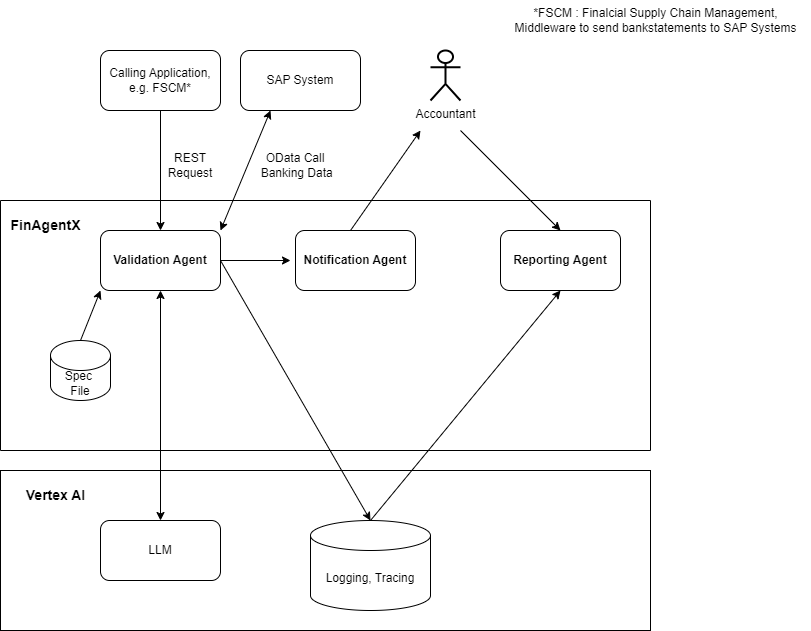 *FSCM : Finalcial Supply Chain Management,
Middleware to send bankstatements to SAP Systems
Calling Application,
e.g. FSCM*
SAP System
Accountant
REST
Request
OData Call
Banking Data
FinAgentX
Validation Agent
Notification Agent
Reporting Agent
Spec
File
Vertex AI
LLM
Logging, Tracing